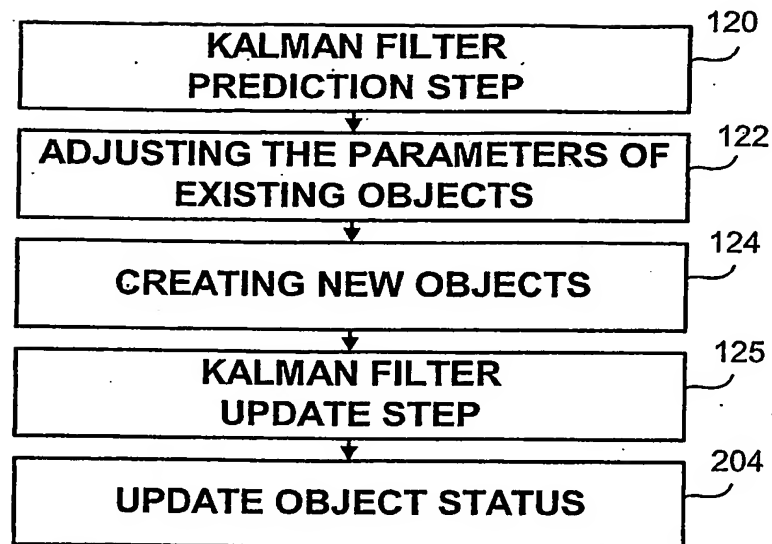 KALMAN FILTER
PREDICTION STEP
120
ADJUSTING THE PARAMETERS OF
EXISTING OBJECTS
122
CREATING NEW OBJECTS
124
KALMAN FILTER
UPDATE STEP
125
UPDATE OBJECT STATUS
204